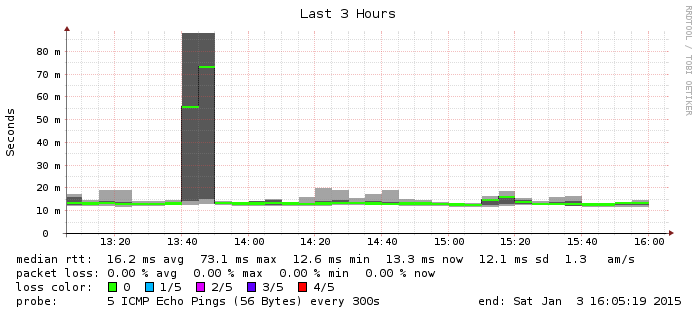 Last 3 Hours
RRDTOOL / TOBI OETIKER
Seconds
80 m
70 m
60 m
50 m
40 m
30 m
20 m
10 m
0
13:20 13:40 14:00 14:20 14:40 15:00 15:20 15:40 16:00
median rtt: 16.2 ms avg 73.1 ms max 12.6 ms min 13.3 ms now 12.1 ms sd 1.3 am/s
packet loss: 0.00 % avg 0.00 % max 0.00 % min 0.00 % now
loss color: 0 1/5 2/5 3/5 4/5
probe: 5 ICMP Echo Pings (56 Bytes) every 300s end: Sat Jan 3 16:05:19 2015